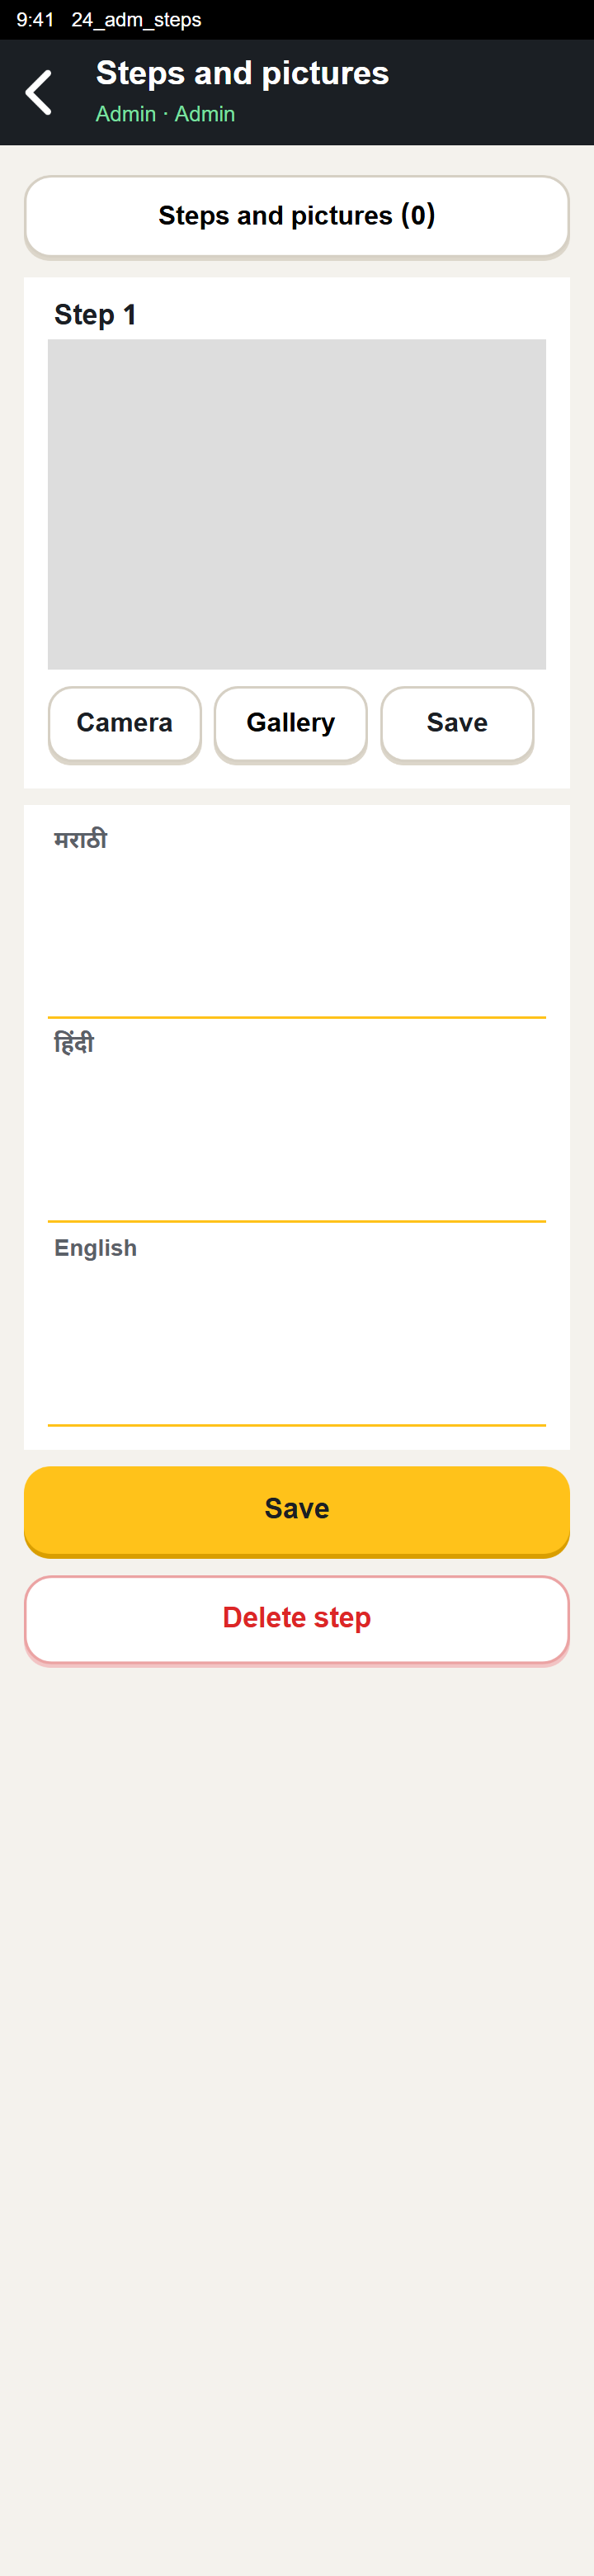 9:41 24_adm_steps
Steps and pictures
Admin · Admin
Steps and pictures (0)
Step 1
Camera Gallery Save
मराठी
हिंदी
English
Save
Delete step